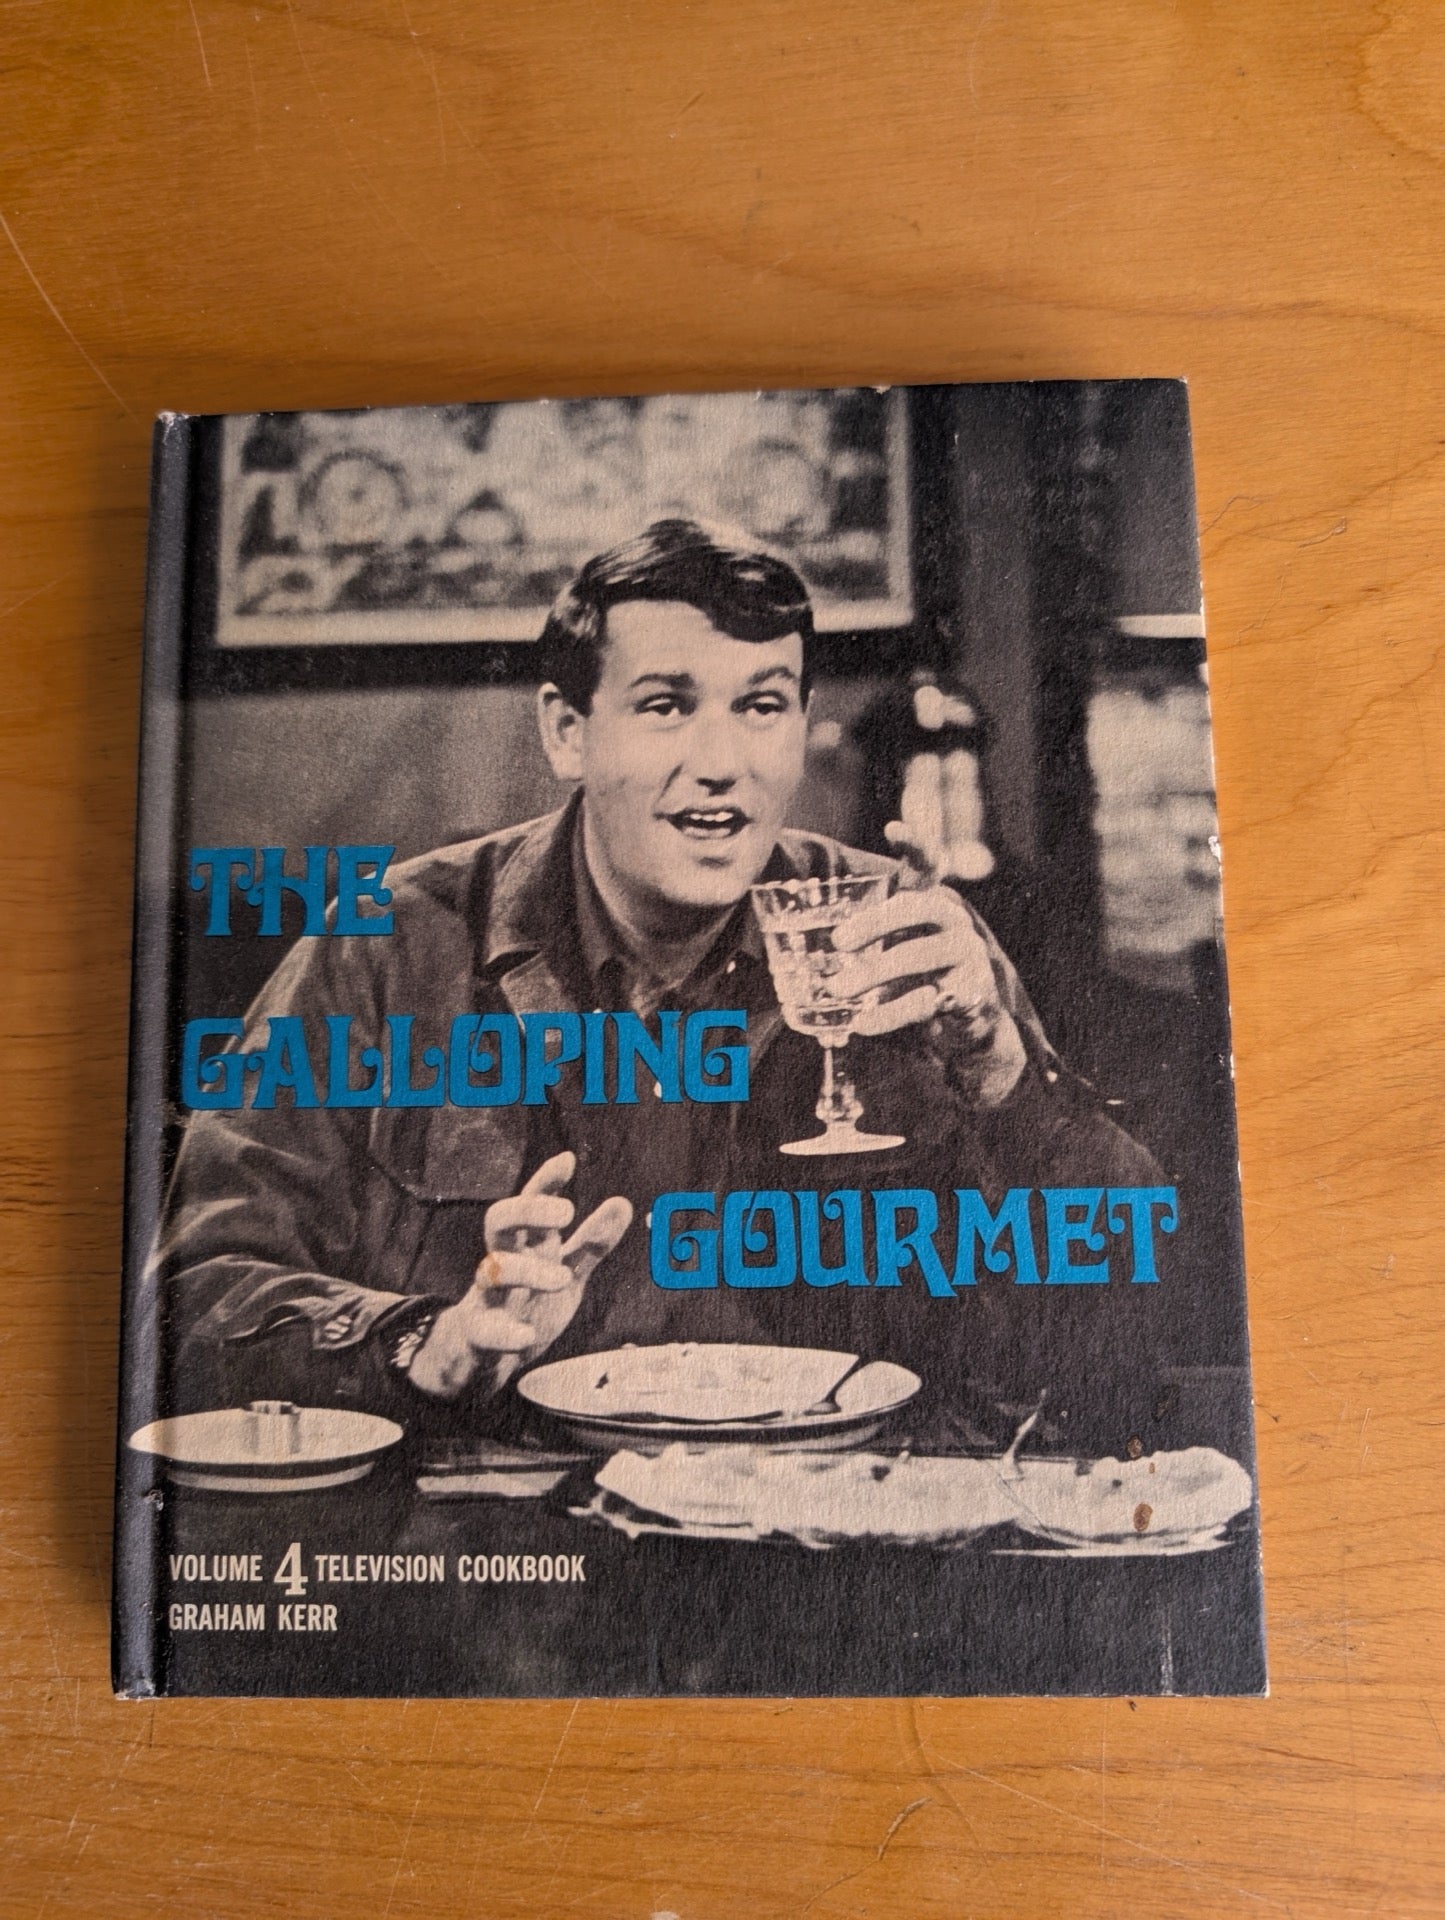 THE
GALLOPING
GOURMET
VOLUME 4 TELEVISION COOKBOOK
GRAHAM KERR